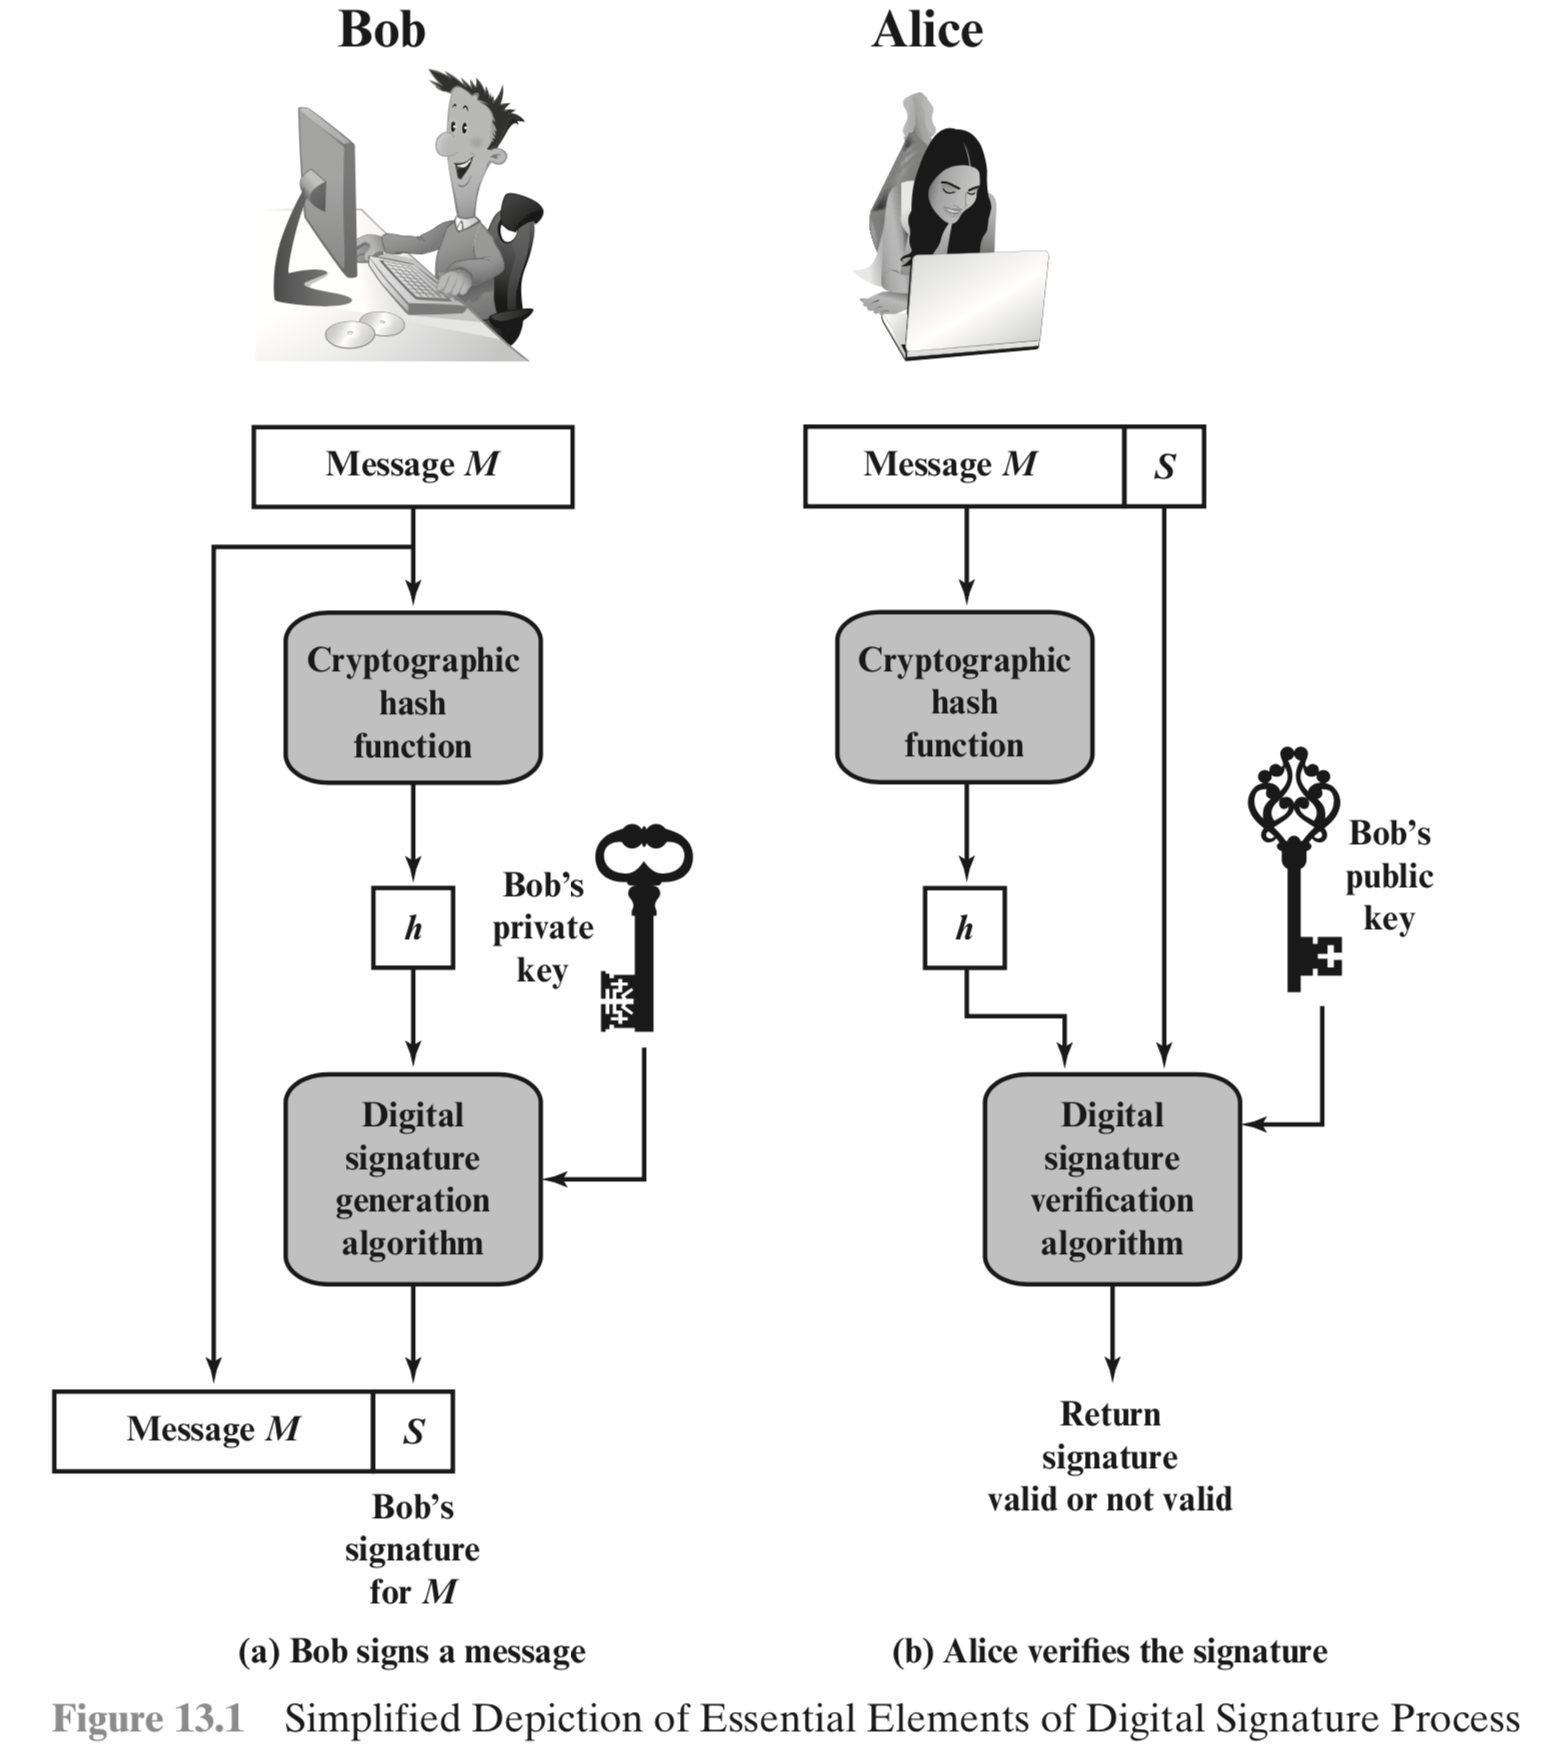 Bob
Alice
Message M
Cryptographic
hash
function
h
Bob's
private
key
Digital
signature
generation
algorithm
Message M
S
Bob's
signature
for M
(a) Bob signs a message
Message M
S
Cryptographic
hash
function
h
Bob's
public
key
Digital
signature
verification
algorithm
Return
signature
valid or not valid
(b) Alice verifies the signature
Figure 13.1 Simplified Depiction of Essential Elements of Digital Signature Process